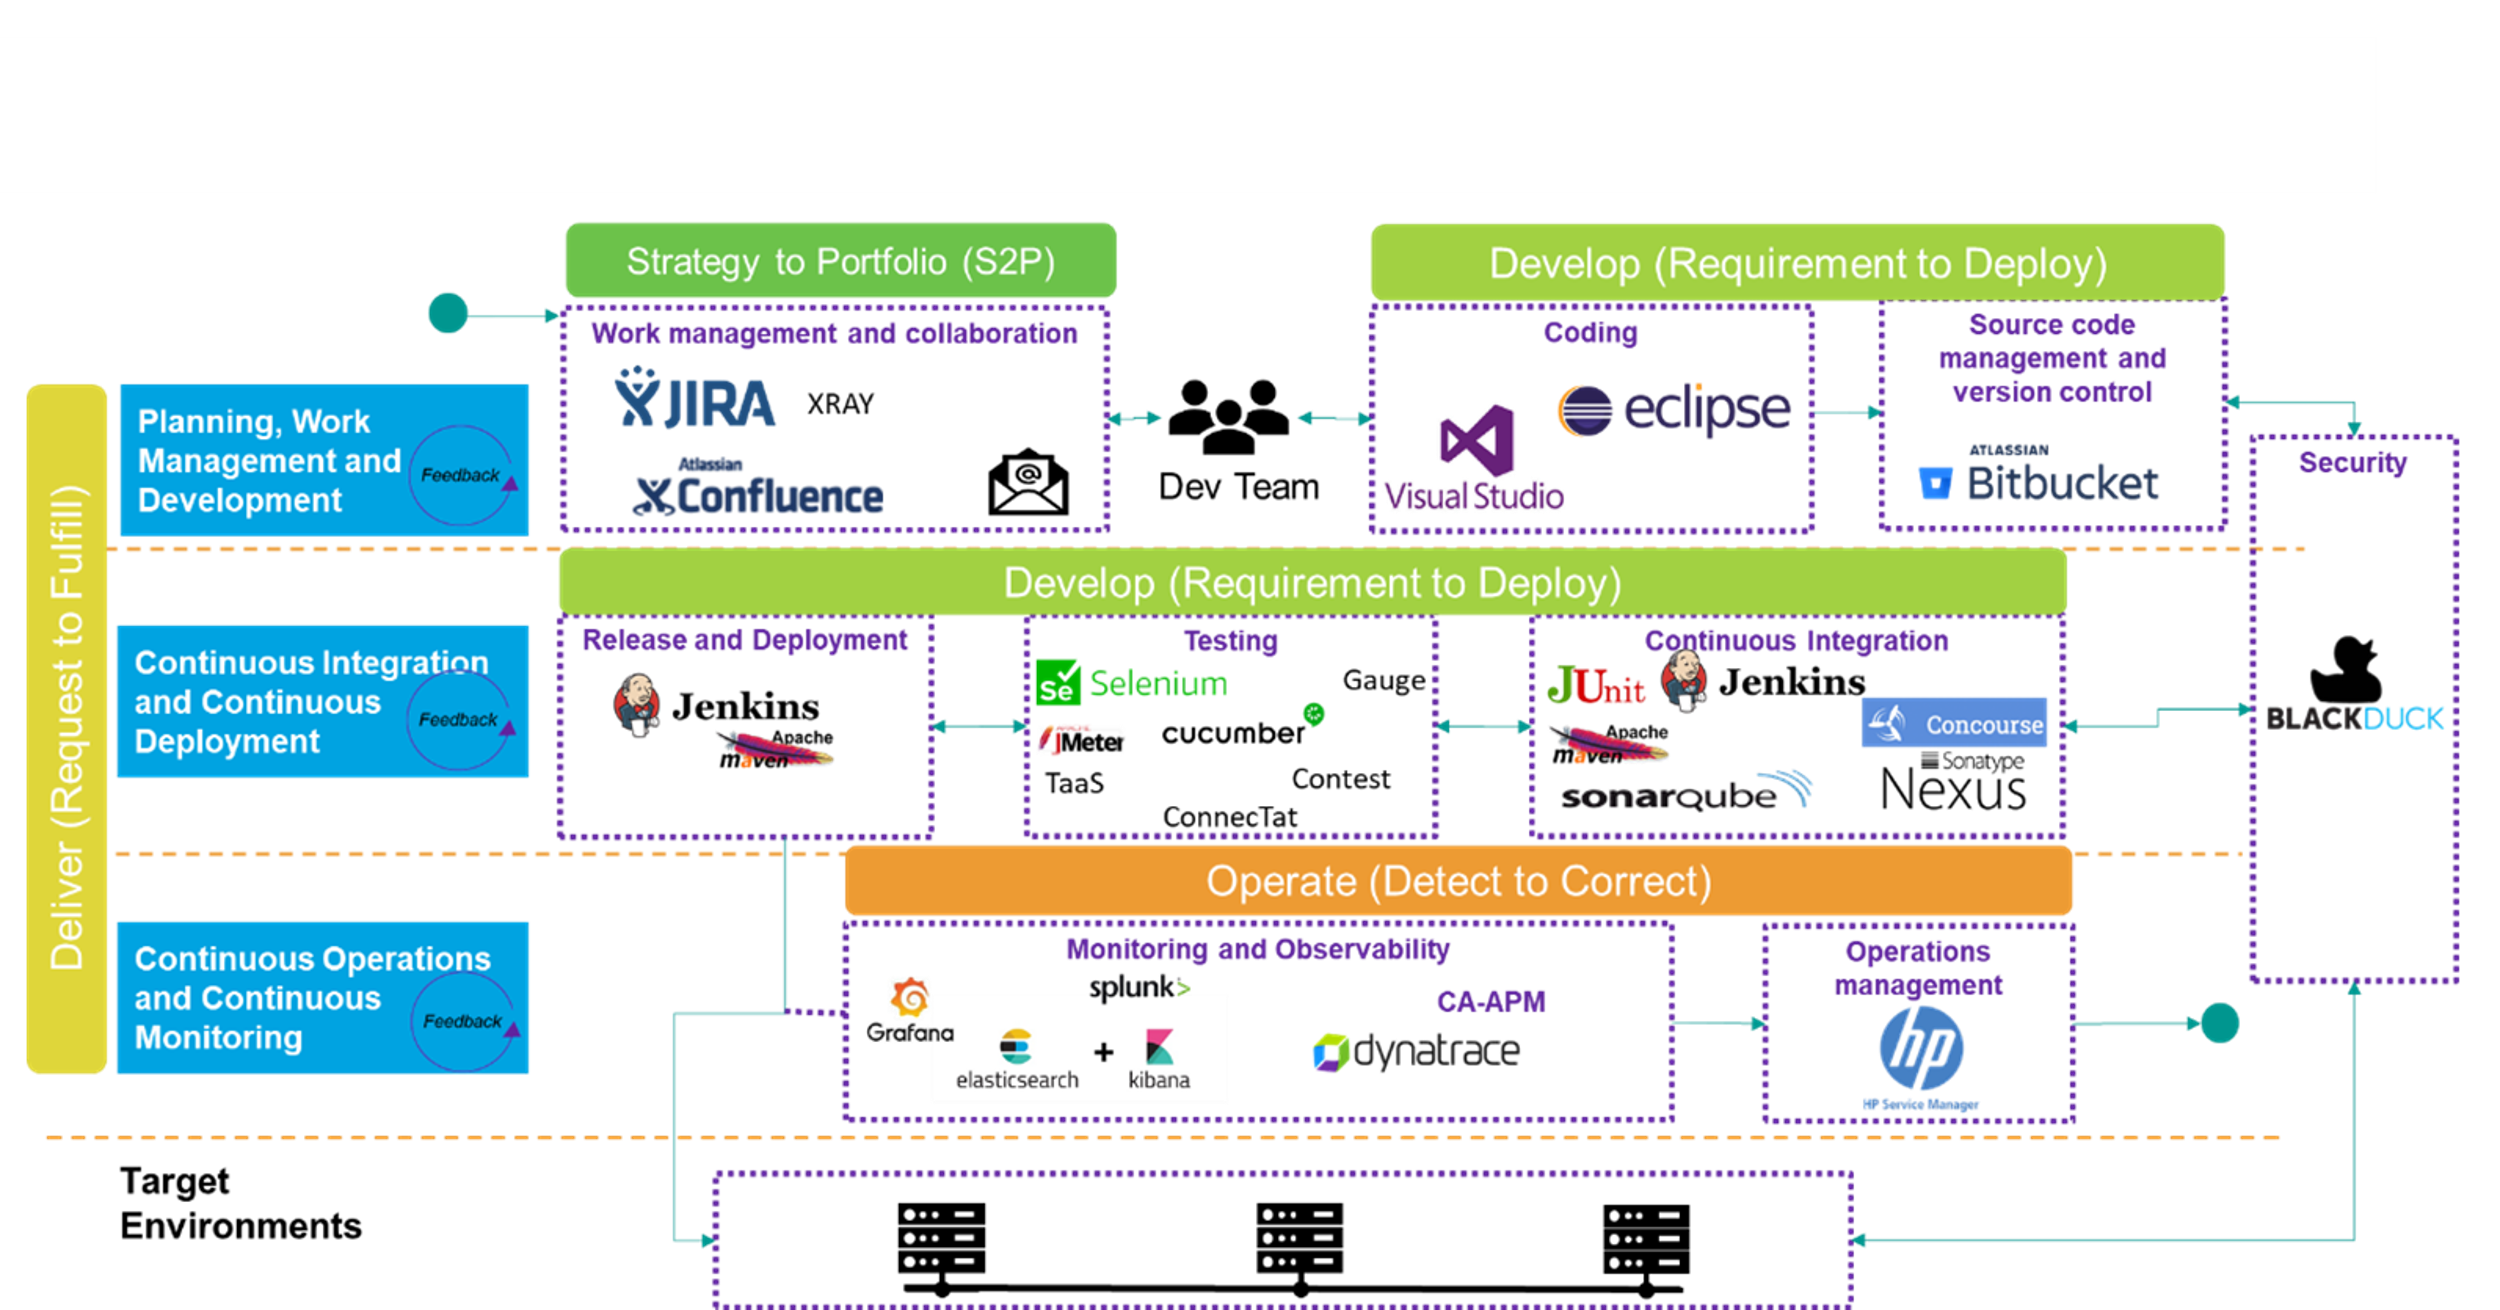 Strategy to Portfolio (S2P)
Develop (Requirement to Deploy)
Work management and collaboration
JIRA
XRAY
Atlassian
Confluence
@
Dev Team
Coding
eclipse
Visual Studio
Source code
management and
version control
ATLASSIAN
Bitbucket
Security
BLACKDUCK
Deliver (Request to Fulfill)
Planning, Work
Management and
Development
Feedback
Develop (Requirement to Deploy)
Continuous Integration
and Continuous
Deployment
Feedback
Release and Deployment
Jenkins
Apache
maven
Testing
Se Selenium
Gauge
APACHE
JMeter
cucumber
TaaS
Contest
ConnecTat
Continuous Integration
JUnit
Jenkins
Apache
maven
Concourse
sonarqube
Sonatype
Nexus
Operate (Detect to Correct)
Continuous Operations
and Continuous
Monitoring
Feedback
Monitoring and Observability
Grafana
splunk>
CA-APM
elasticsearch
+
kibana
dynatrace
Operations
management
hp
HP Service Manager
Target
Environments